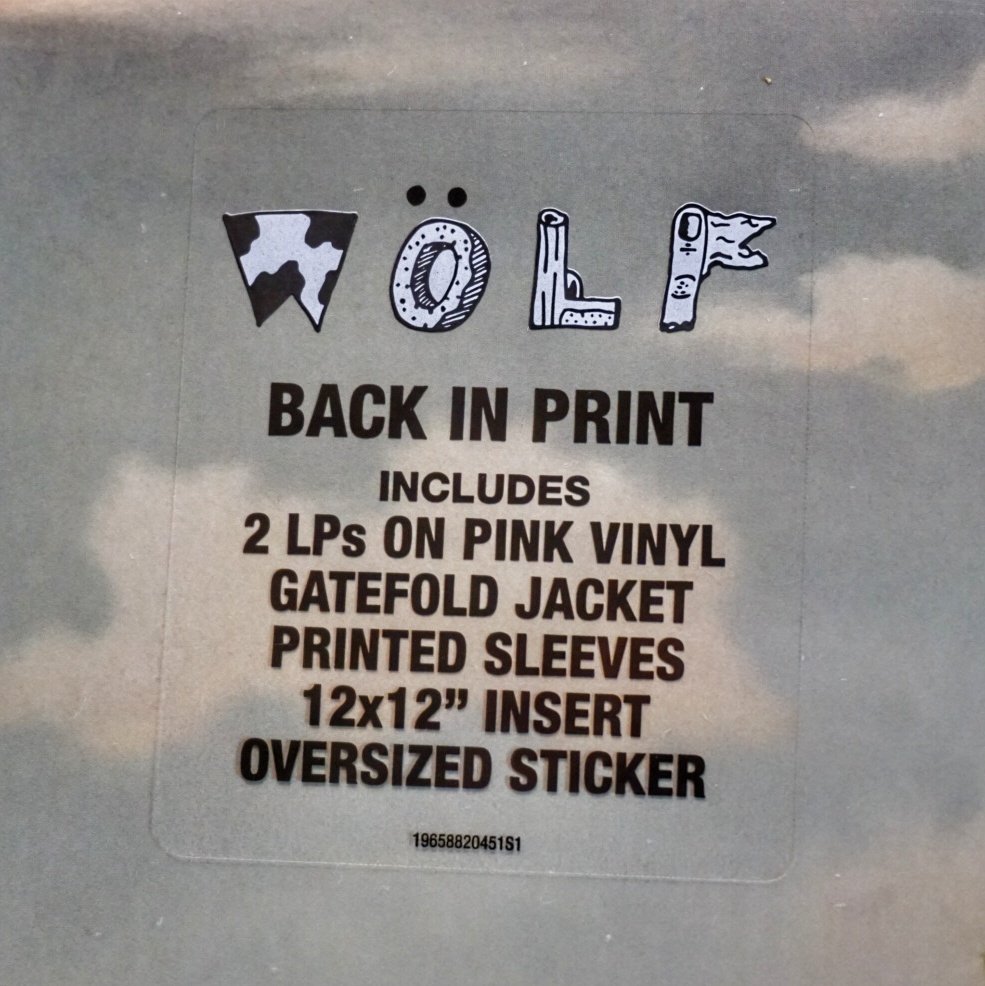 WÖLF
BACK IN PRINT
INCLUDES
2 LPs ON PINK VINYL
GATEFOLD JACKET
PRINTED SLEEVES
12x12” INSERT
OVERSIZED STICKER
19658820451S1